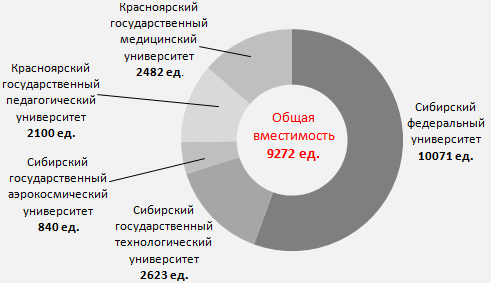 Красноярский
государственный
медицинский
университет
2482 ед.
Красноярский
государственный
педагогический
университет
2100 ед.
Сибирский
государственный
аэрокосмический
университет
840 ед.
Сибирский
государственный
технологический
университет
2623 ед.
Общая
вместимость
9272 ед.
Сибирский
федеральный
университет
10071 ед.